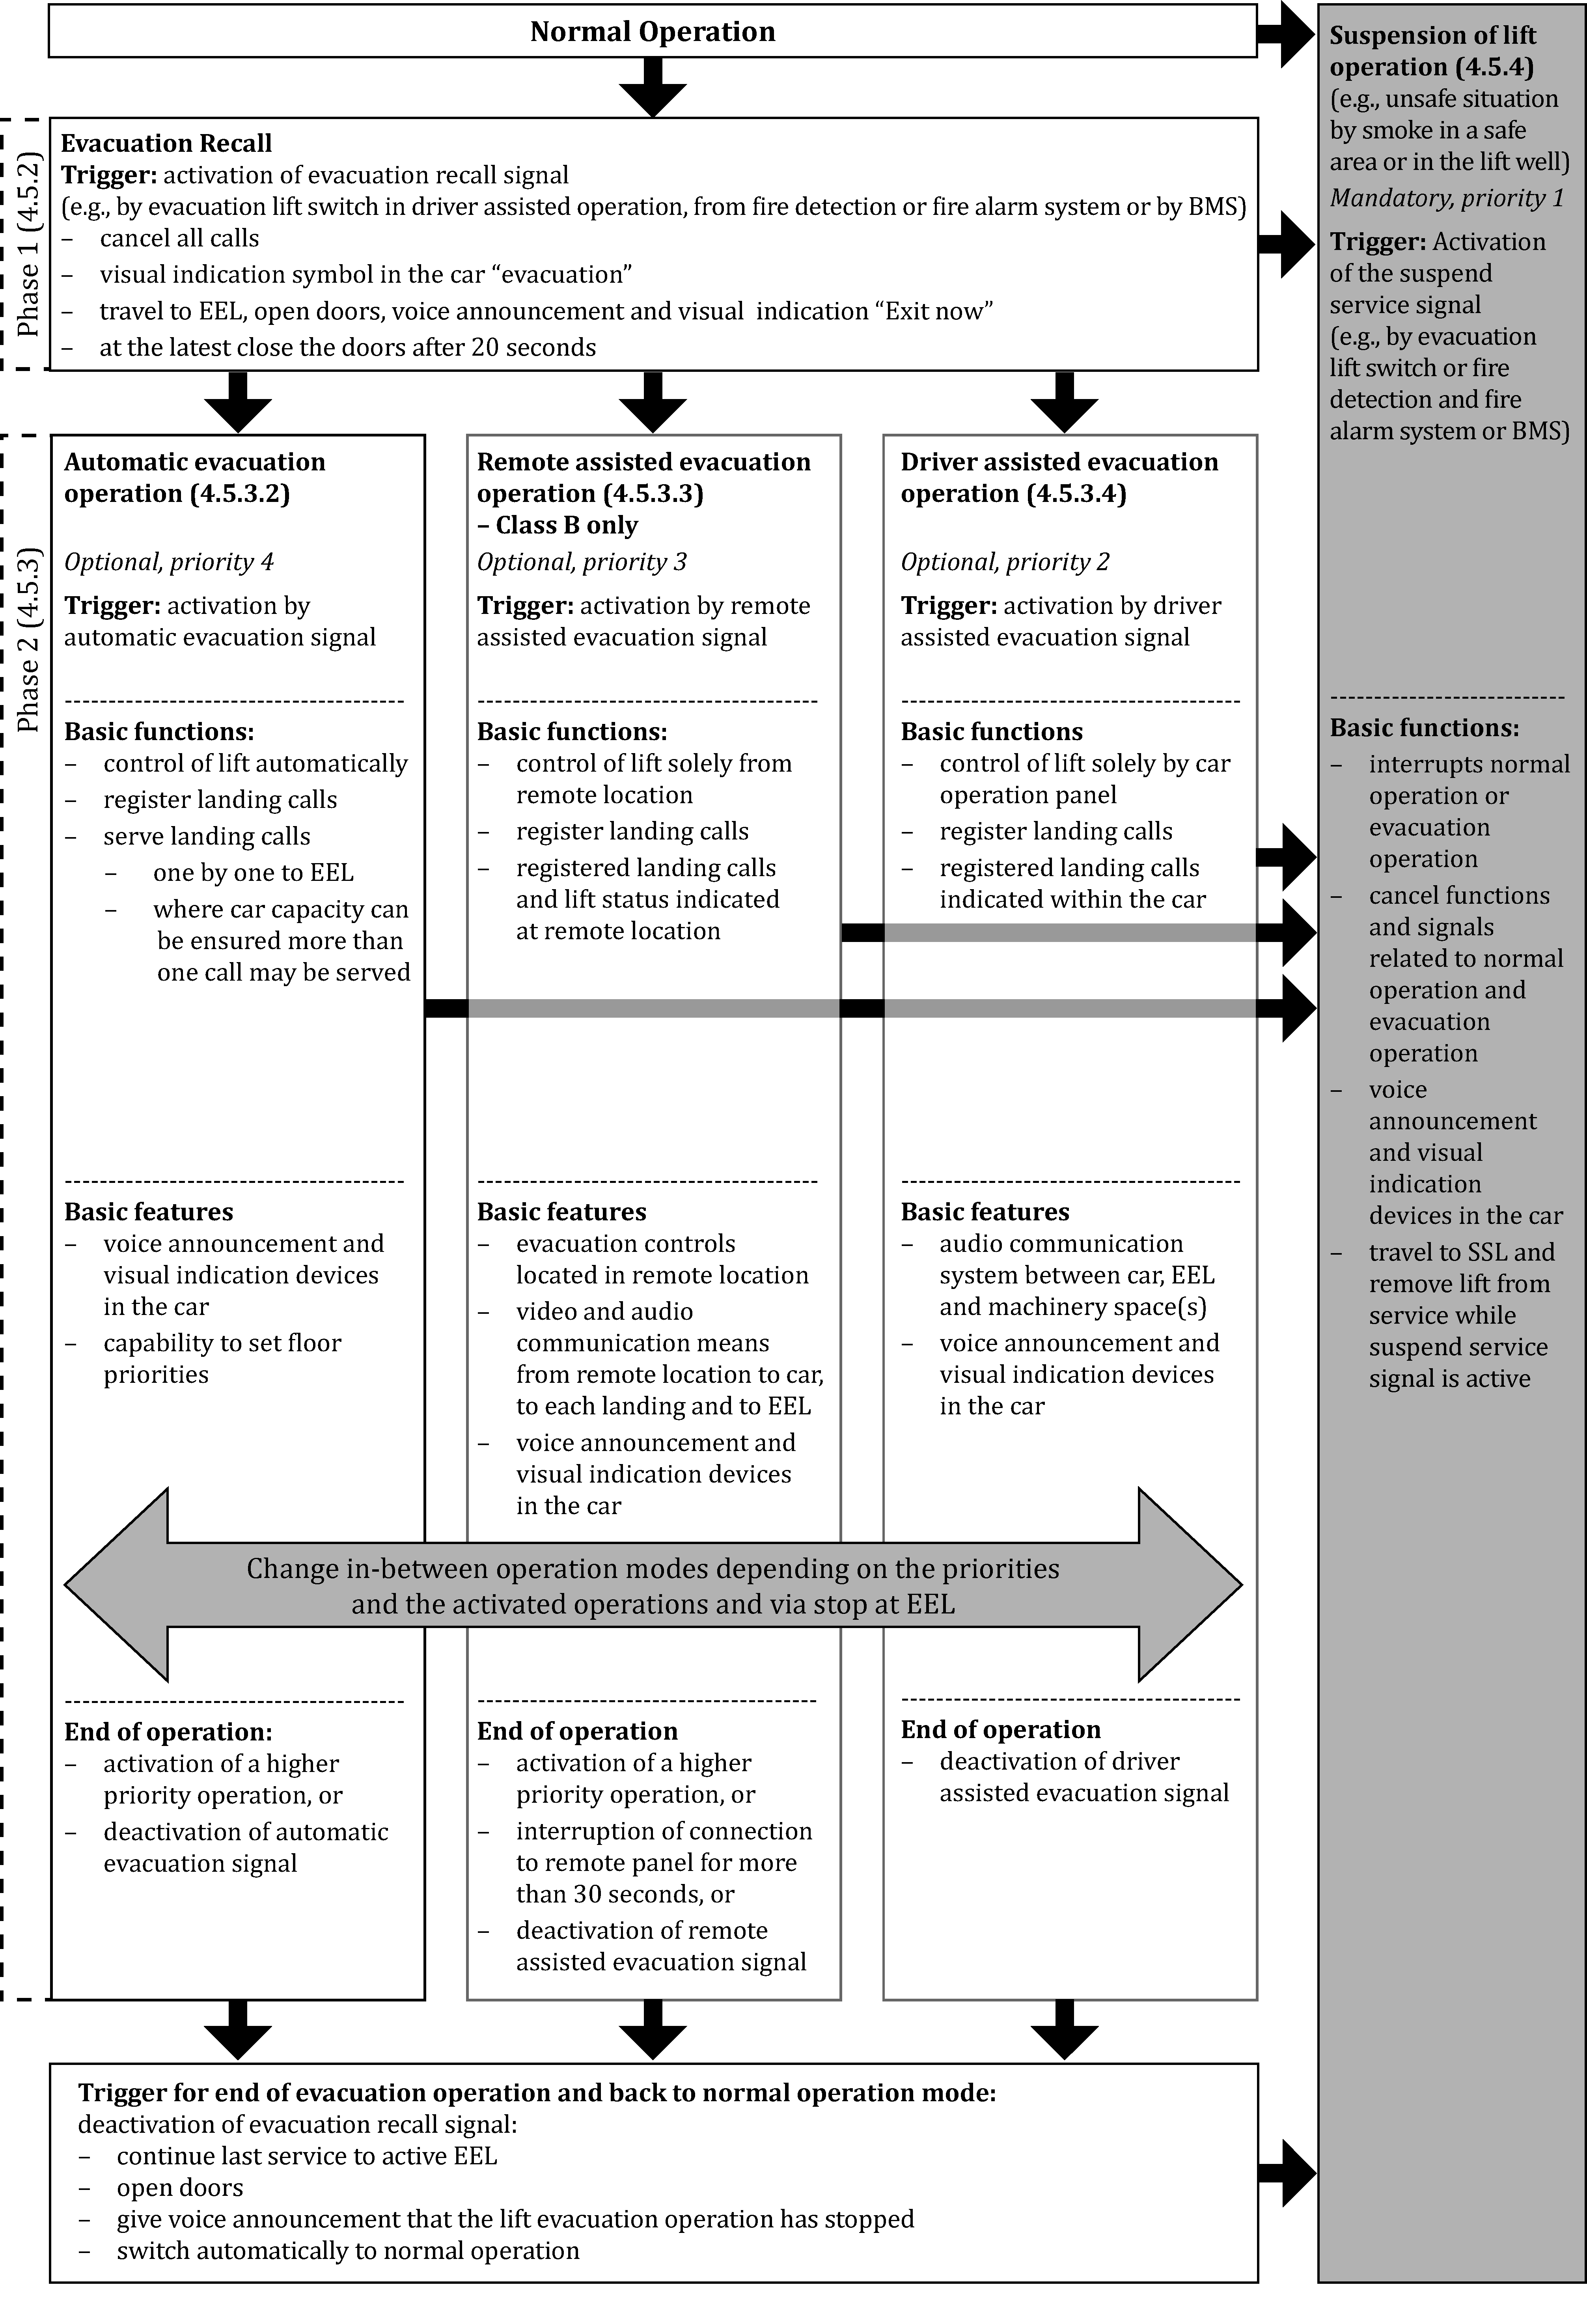 Normal Operation
Phase 1 (4.5.2)
Evacuation Recall
Trigger: activation of evacuation recall signal
(e.g., by evacuation lift switch in driver assisted operation, from fire detection or fire alarm system or by BMS)
– cancel all calls
– visual indication symbol in the car “evacuation”
– travel to EEL, open doors, voice announcement and visual indication “Exit now”
– at the latest close the doors after 20 seconds
Phase 2 (4.5.3)
Automatic evacuation
operation (4.5.3.2)
Optional, priority 4
Trigger: activation by
automatic evacuation signal
Basic functions:
– control of lift automatically
– register landing calls
– serve landing calls
– one by one to EEL
– where car capacity can
be ensured more than
one call may be served
Basic features
– voice announcement and
visual indication devices
in the car
– capability to set floor
priorities
End of operation:
– activation of a higher
priority operation, or
– deactivation of automatic
evacuation signal
Remote assisted evacuation
operation (4.5.3.3)
– Class B only
Optional, priority 3
Trigger: activation by remote
assisted evacuation signal
Basic functions:
– control of lift solely from
remote location
– register landing calls
– registered landing calls
and lift status indicated
at remote location
Basic features
– evacuation controls
located in remote location
– video and audio
communication means
from remote location to car,
to each landing and to EEL
– voice announcement and
visual indication devices
in the car
End of operation
– activation of a higher
priority operation, or
– interruption of connection
to remote panel for more
than 30 seconds, or
– deactivation of remote
assisted evacuation signal
Driver assisted evacuation
operation (4.5.3.4)
Optional, priority 2
Trigger: activation by driver
assisted evacuation signal
Basic functions
– control of lift solely by car
operation panel
– register landing calls
– registered landing calls
indicated within the car
Basic features
– audio communication
system between car, EEL
and machinery space(s)
– voice announcement and
visual indication devices
in the car
End of operation
– deactivation of driver
assisted evacuation signal
Change in-between operation modes depending on the priorities
and the activated operations and via stop at EEL
Trigger for end of evacuation operation and back to normal operation mode:
deactivation of evacuation recall signal:
– continue last service to active EEL
– open doors
– give voice announcement that the lift evacuation operation has stopped
– switch automatically to normal operation
Suspension of lift
operation (4.5.4)
(e.g., unsafe situation
by smoke in a safe
area or in the lift well)
Mandatory, priority 1
Trigger: Activation
of the suspend
service signal
(e.g., by evacuation
lift switch or fire
detection and fire
alarm system or BMS)
Basic functions:
– interrupts normal
operation or
evacuation
operation
– cancel functions
and signals
related to normal
operation and
evacuation
operation
– voice
announcement
and visual
indication
devices in the car
– travel to SSL and
remove lift from
service while
suspend service
signal is active